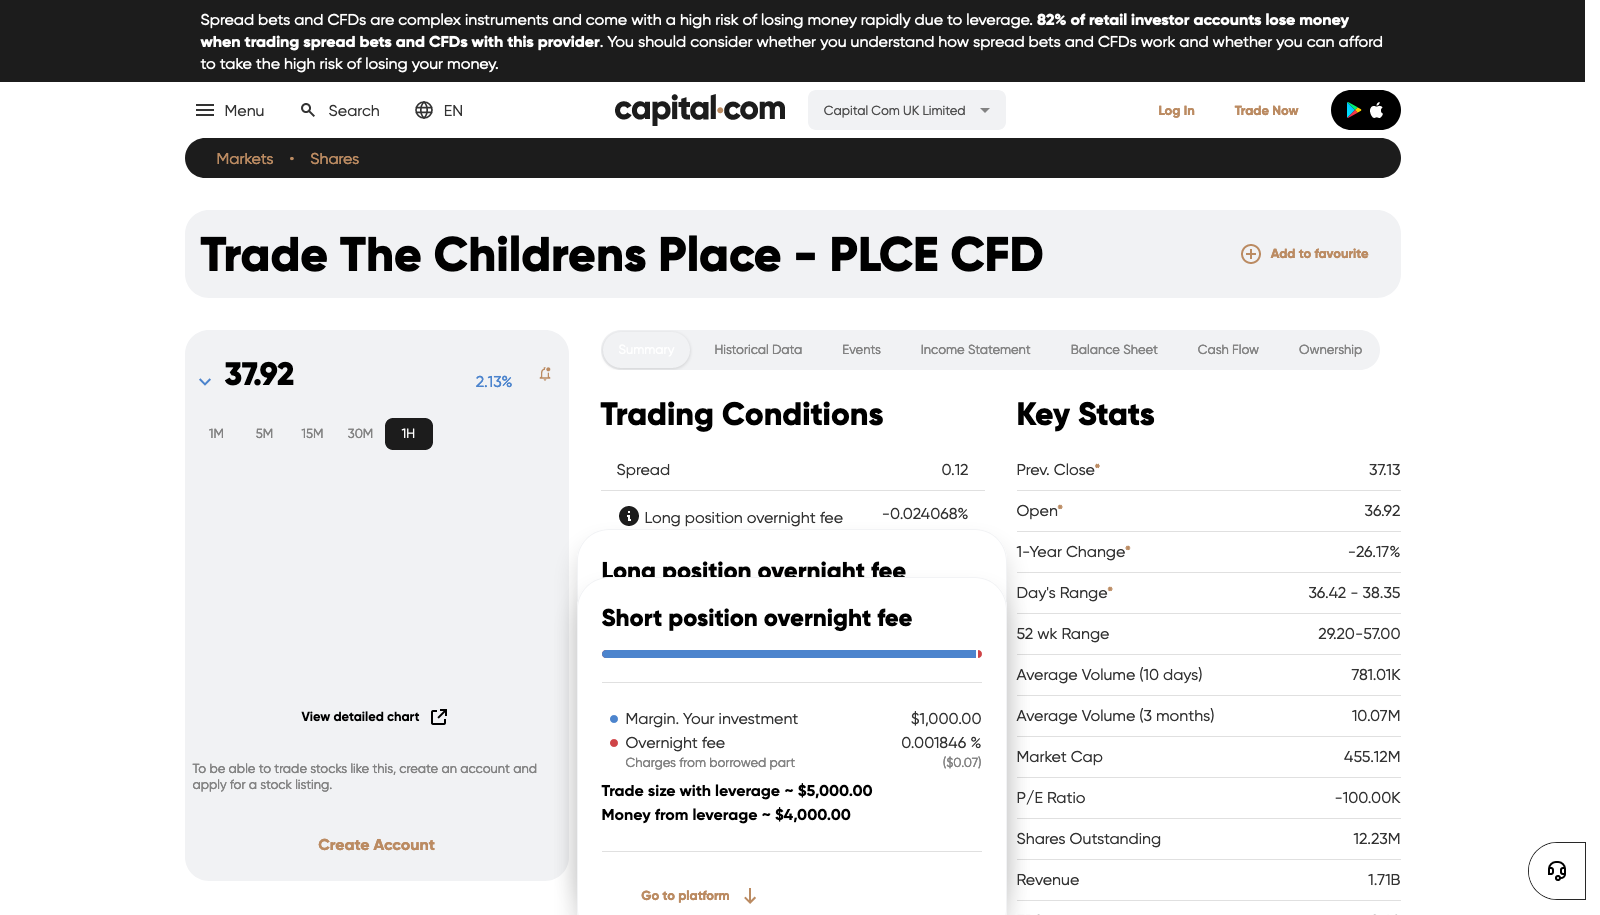 Spread bets and CFDs are complex instruments and come with a high risk of losing money rapidly due to leverage. 82% of retail investor accounts lose money
when trading spread bets and CFDs with this provider. You should consider whether you understand how spread bets and CFDs work and whether you can afford
to take the high risk of losing your money.
Menu
Search
EN
capital.com
Capital Com UK Limited
Log In
Trade Now
Markets
Shares
Trade The Childrens Place - PLCE CFD
Add to favourite
37.92
2.13%
1M
5M
15M
30M
1H
View detailed chart
To be able to trade stocks like this, create an account and
apply for a stock listing.
Create Account
Summary
Historical Data
Events
Income Statement
Balance Sheet
Cash Flow
Ownership
Trading Conditions
Spread 0.12
Long position overnight fee -0.024068%
Long position overnight fee
Short position overnight fee
Margin. Your investment $1,000.00
Overnight fee 0.001846 %
Charges from borrowed part ($0.07)
Trade size with leverage ~ $5,000.00
Money from leverage ~ $4,000.00
Go to platform
Key Stats
Prev. Close* 37.13
Open* 36.92
1-Year Change* -26.17%
Day's Range* 36.42 - 38.35
52 wk Range 29.20-57.00
Average Volume (10 days) 781.01K
Average Volume (3 months) 10.07M
Market Cap 455.12M
P/E Ratio -100.00K
Shares Outstanding 12.23M
Revenue 1.71B